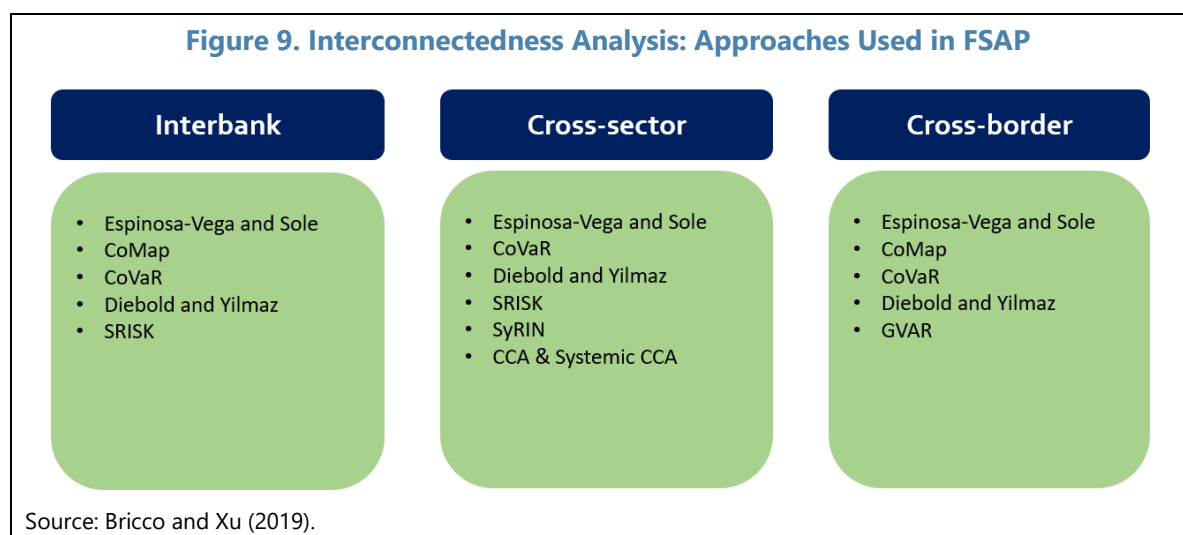 Figure 9. Interconnectedness Analysis: Approaches Used in FSAP
Interbank
• Espinosa-Vega and Sole
• CoMap
• CoVaR
• Diebold and Yilmaz
• SRISK
Cross-sector
• Espinosa-Vega and Sole
• CoVaR
• Diebold and Yilmaz
• SRISK
• SyRIN
• CCA & Systemic CCA
Cross-border
• Espinosa-Vega and Sole
• CoMap
• CoVaR
• Diebold and Yilmaz
• GVAR
Source: Bricco and Xu (2019).